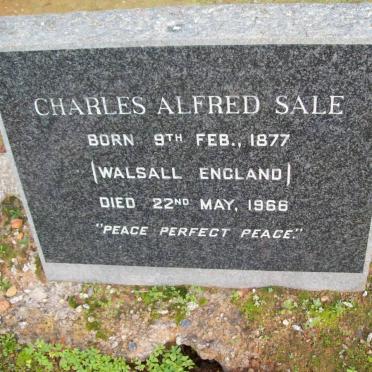 CHARLES ALFRED SALE
BORN 9TH FEB., 1877
(WALSALL ENGLAND)
DIED 22ND MAY, 1966
"PEACE PERFECT PEACE."